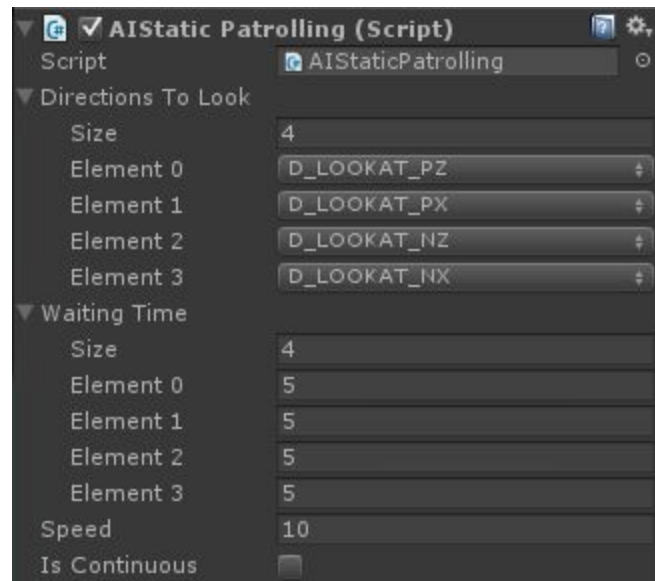 AIStatic Patrolling (Script)
Script AIStaticPatrolling
Directions To Look
Size 4
Element 0 D_LOOKAT_PZ
Element 1 D_LOOKAT_PX
Element 2 D_LOOKAT_NZ
Element 3 D_LOOKAT_NX
Waiting Time
Size 4
Element 0 5
Element 1 5
Element 2 5
Element 3 5
Speed 10
Is Continuous